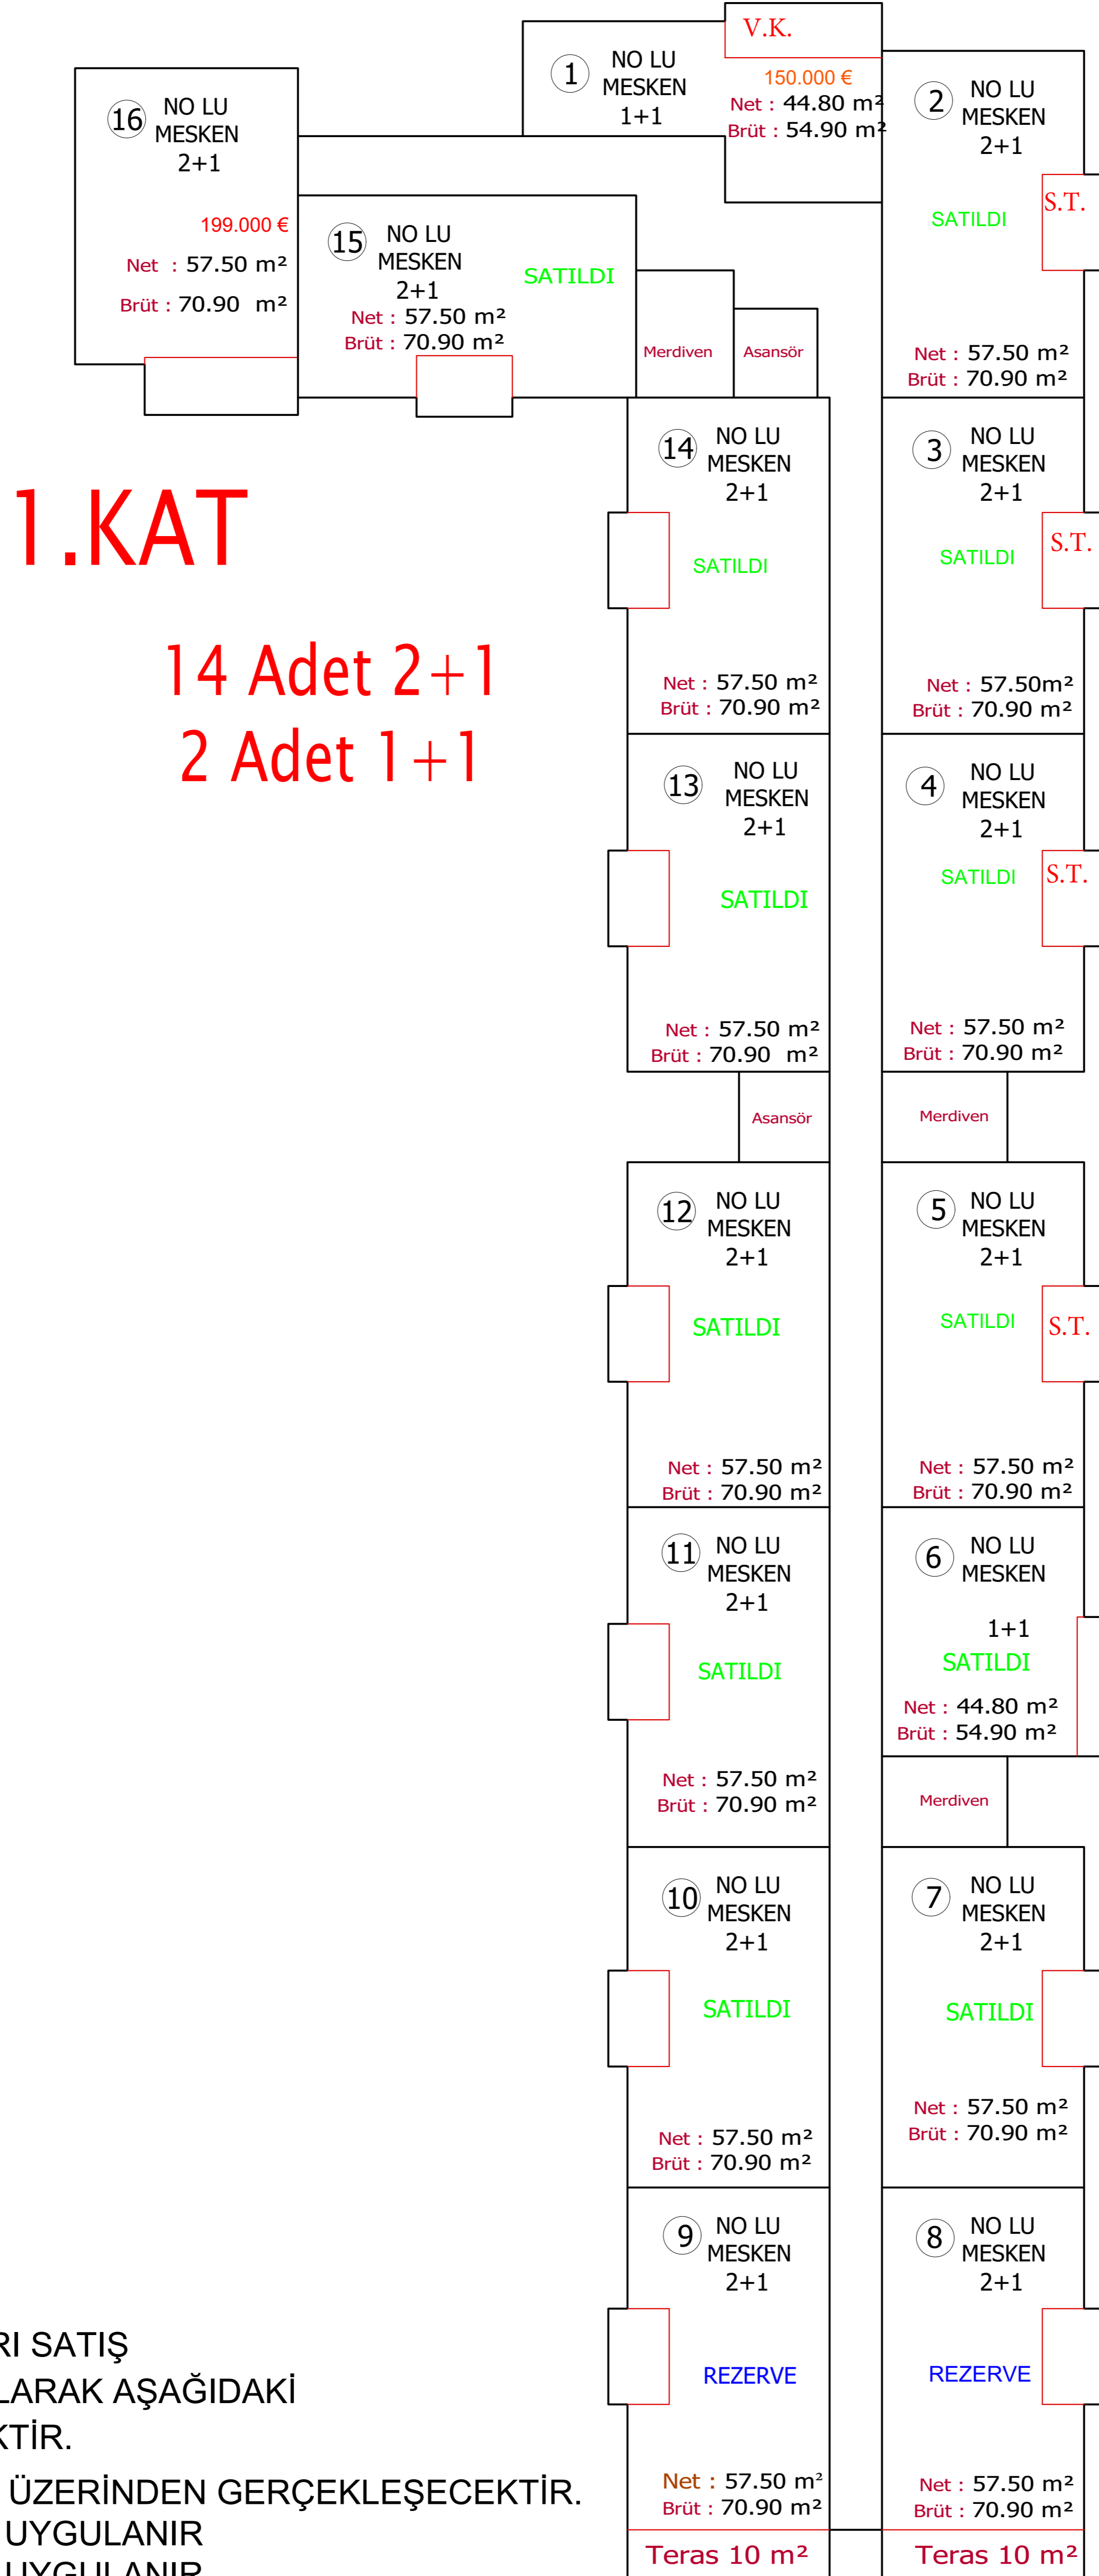 V.K.
1 NO LU
MESKEN
1+1
150.000 €
Net : 44.80 m²
Brüt : 54.90 m²
2 NO LU
MESKEN
2+1
SATILDI
S.T.
Net : 57.50 m²
Brüt : 70.90 m²
16 NO LU
MESKEN
2+1
199.000 €
Net : 57.50 m²
Brüt : 70.90 m²
15 NO LU
MESKEN
2+1
SATILDI
Net : 57.50 m²
Brüt : 70.90 m²
Merdiven
Asansör
1.KAT
14 Adet 2+1
2 Adet 1+1
14 NO LU
MESKEN
2+1
SATILDI
Net : 57.50 m²
Brüt : 70.90 m²
3 NO LU
MESKEN
2+1
SATILDI
S.T.
Net : 57.50m²
Brüt : 70.90 m²
13 NO LU
MESKEN
2+1
SATILDI
Net : 57.50 m²
Brüt : 70.90 m²
4 NO LU
MESKEN
2+1
SATILDI
S.T.
Net : 57.50 m²
Brüt : 70.90 m²
Asansör
Merdiven
12 NO LU
MESKEN
2+1
SATILDI
Net : 57.50 m²
Brüt : 70.90 m²
5 NO LU
MESKEN
2+1
SATILDI
S.T.
Net : 57.50 m²
Brüt : 70.90 m²
11 NO LU
MESKEN
2+1
SATILDI
Net : 57.50 m²
Brüt : 70.90 m²
6 NO LU
MESKEN
1+1
SATILDI
Net : 44.80 m²
Brüt : 54.90 m²
Merdiven
10 NO LU
MESKEN
2+1
SATILDI
Net : 57.50 m²
Brüt : 70.90 m²
7 NO LU
MESKEN
2+1
SATILDI
Net : 57.50 m²
Brüt : 70.90 m²
9 NO LU
MESKEN
2+1
REZERVE
Net : 57.50 m²
Brüt : 70.90 m²
Teras 10 m²
8 NO LU
MESKEN
2+1
REZERVE
Net : 57.50 m²
Brüt : 70.90 m²
Teras 10 m²
RI SATIŞ
LARAK AŞAĞIDAKİ
KTİR.
ÜZERİNDEN GERÇEKLEŞECEKTİR.
UYGULANIR
UYGULANIR